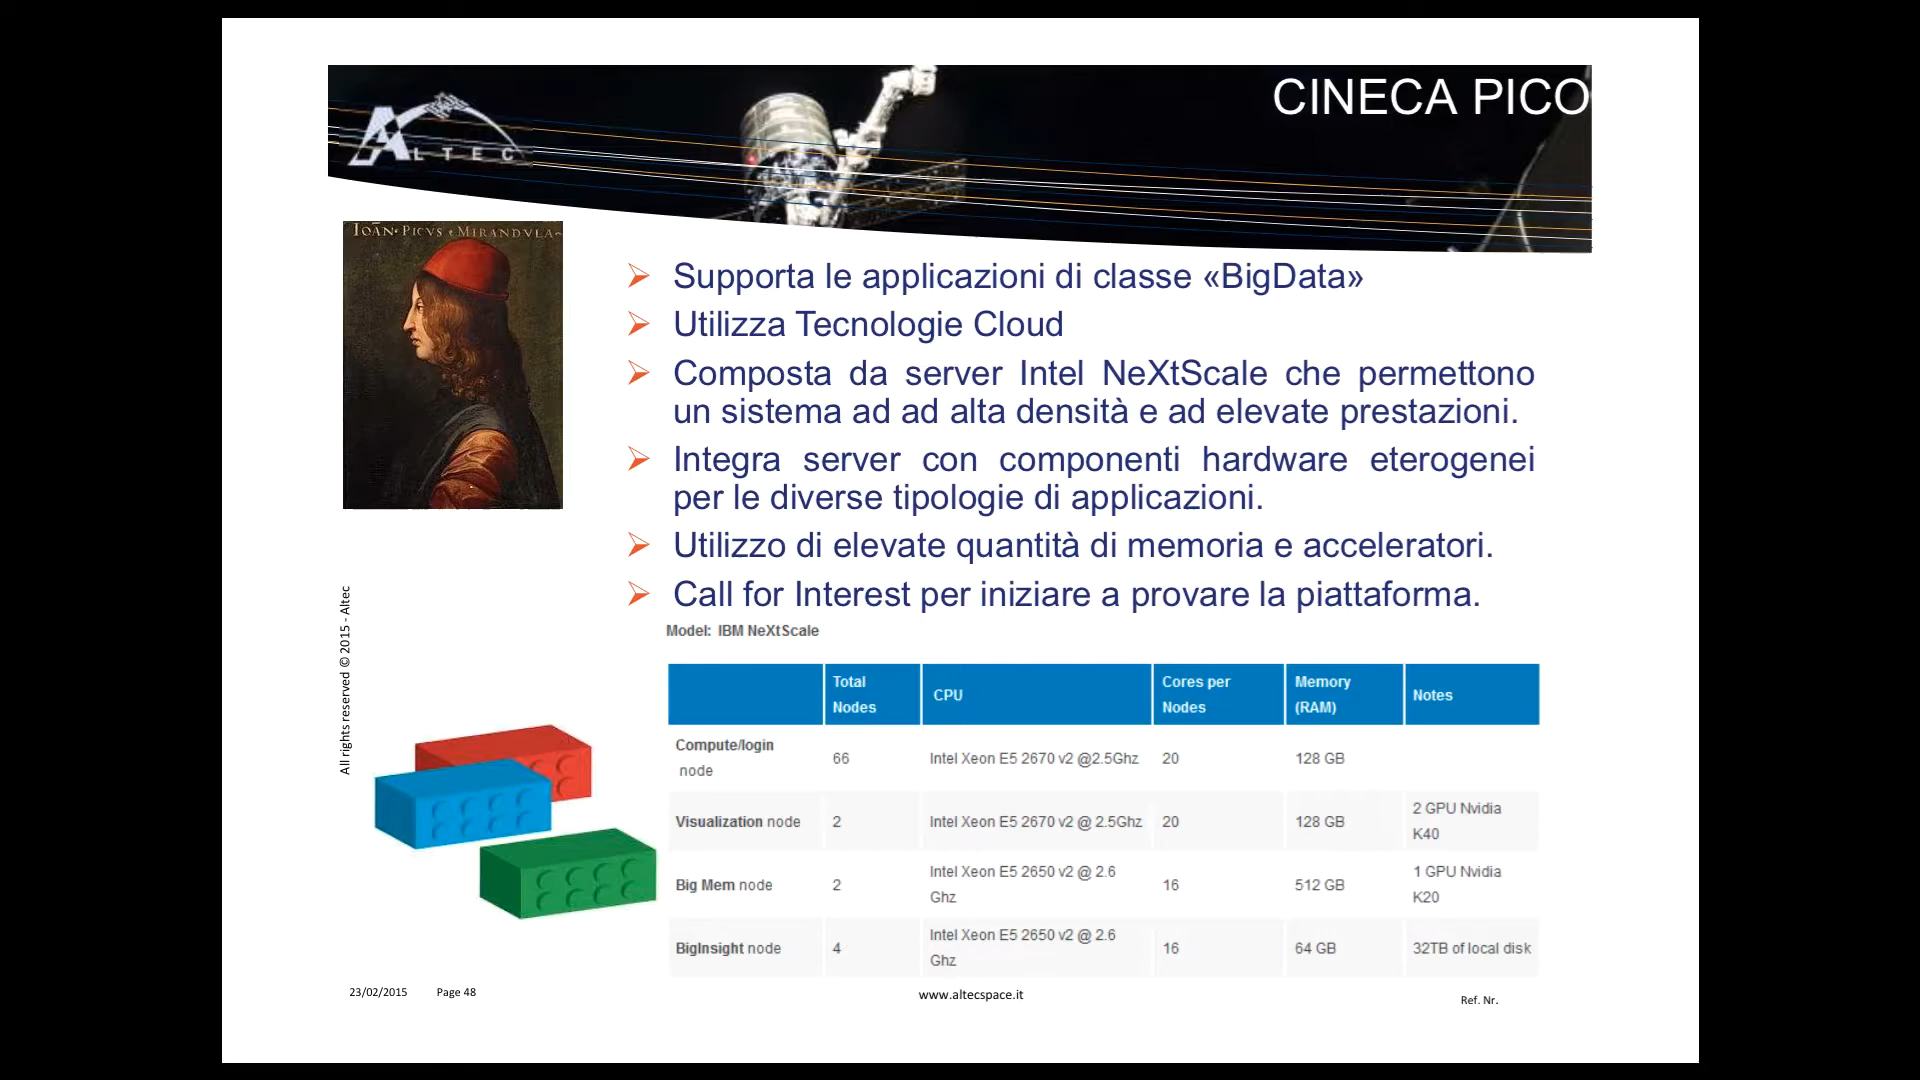 CINECA PICO
ALTEC
IOAN·PICVS·MIRANDVLA
Supporta le applicazioni di classe «BigData»
Utilizza Tecnologie Cloud
Composta da server Intel NeXtScale che permettono
un sistema ad ad alta densità e ad elevate prestazioni.
Integra server con componenti hardware eterogenei
per le diverse tipologie di applicazioni.
Utilizzo di elevate quantità di memoria e acceleratori.
Call for Interest per iniziare a provare la piattaforma.
All rights reserved © 2015 - Altec
Model: IBM NeXtScale
Total Nodes CPU Cores per Nodes Memory (RAM) Notes
Compute/login node 66 Intel Xeon E5 2670 v2 @2.5Ghz 20 128 GB
Visualization node 2 Intel Xeon E5 2670 v2 @ 2.5Ghz 20 128 GB 2 GPU Nvidia K40
Big Mem node 2 Intel Xeon E5 2650 v2 @ 2.6 Ghz 16 512 GB 1 GPU Nvidia K20
BigInsight node 4 Intel Xeon E5 2650 v2 @ 2.6 Ghz 16 64 GB 32TB of local disk
23/02/2015 Page 48 www.altecspace.it Ref. Nr.